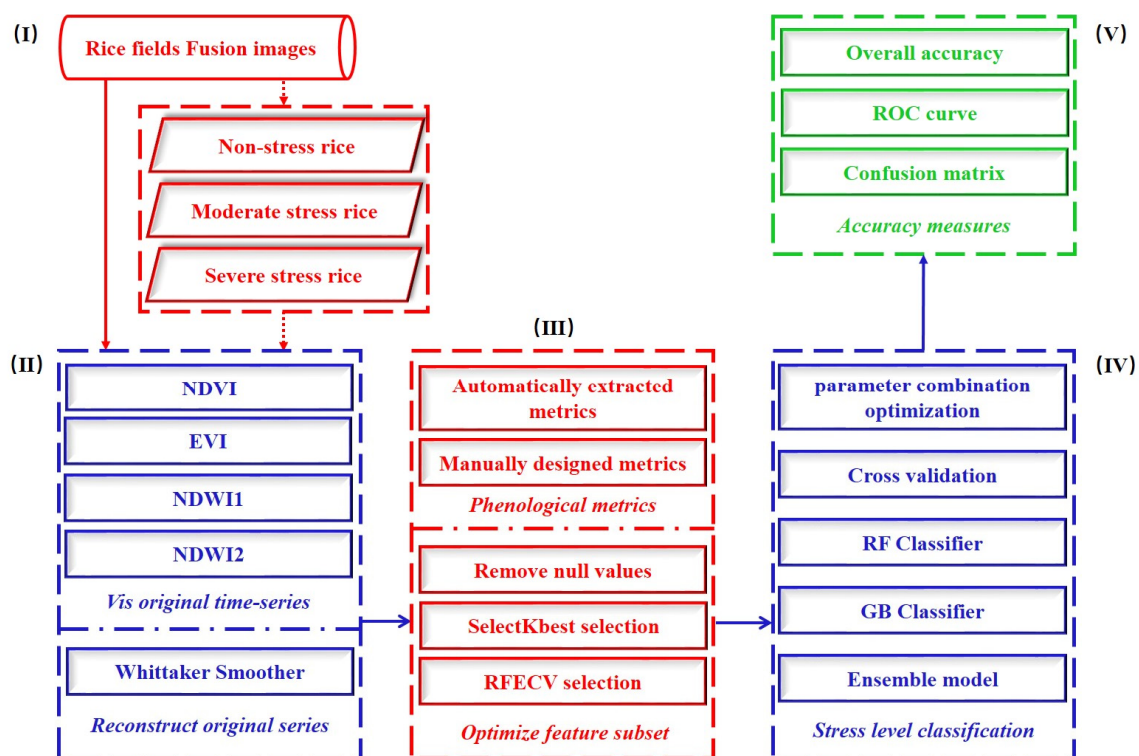 (I)
Rice fields Fusion images
Non-stress rice
Moderate stress rice
Severe stress rice
(II)
NDVI
EVI
NDWI1
NDWI2
Vis original time-series
Whittaker Smoother
Reconstruct original series
(III)
Automatically extracted
metrics
Manually designed metrics
Phenological metrics
Remove null values
SelectKbest selection
RFECV selection
Optimize feature subset
(IV)
parameter combination
optimization
Cross validation
RF Classifier
GB Classifier
Ensemble model
Stress level classification
(V)
Overall accuracy
ROC curve
Confusion matrix
Accuracy measures